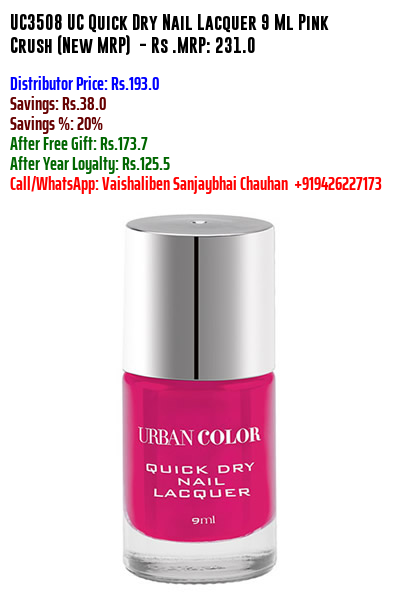 UC3508 UC Quick Dry Nail Lacquer 9 Ml Pink
Crush (New MRP) - Rs .MRP: 231.0
Distributor Price: Rs.193.0
Savings: Rs.38.0
Savings %: 20%
After Free Gift: Rs.173.7
After Year Loyalty: Rs.125.5
Call/WhatsApp: Vaishaliben Sanjaybhai Chauhan +919426227173
URBAN COLOR
QUICK DRY
NAIL
LACQUER
9ml